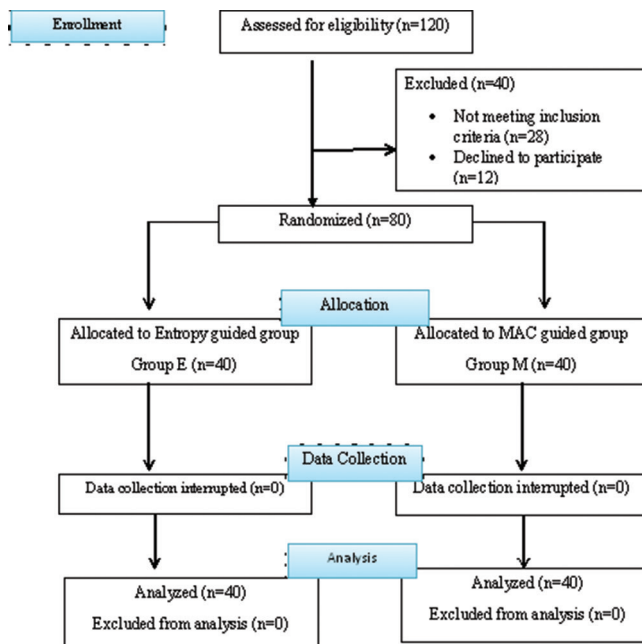 Enrollment
Assessed for eligibility (n=120)
Excluded (n=40)
• Not meeting inclusion
criteria (n=28)
• Declined to participate
(n=12)
Randomized (n=80)
Allocation
Allocated to Entropy guided group
Group E (n=40)
Allocated to MAC guided group
Group M (n=40)
Data Collection
Data collection interrupted (n=0)
Data collection interrupted (n=0)
Analysis
Analyzed (n=40)
Excluded from analysis (n=0)
Analyzed (n=40)
Excluded from analysis (n=0)